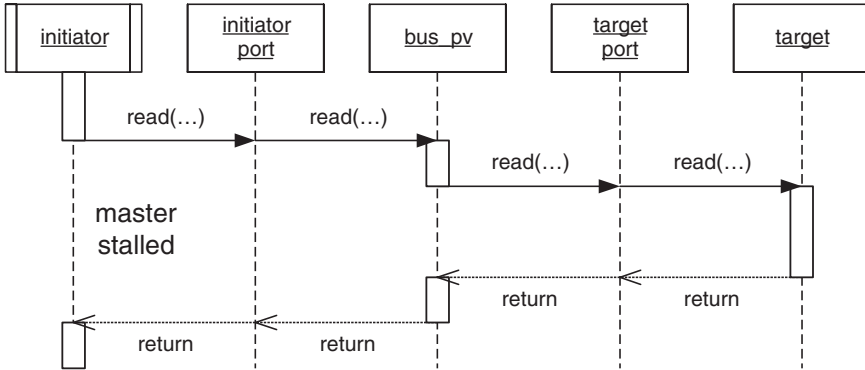 initiator
initiator
port
bus_pv
target
port
target
read(…)
read(…)
read(…)
read(…)
master
stalled
return
return
return
return